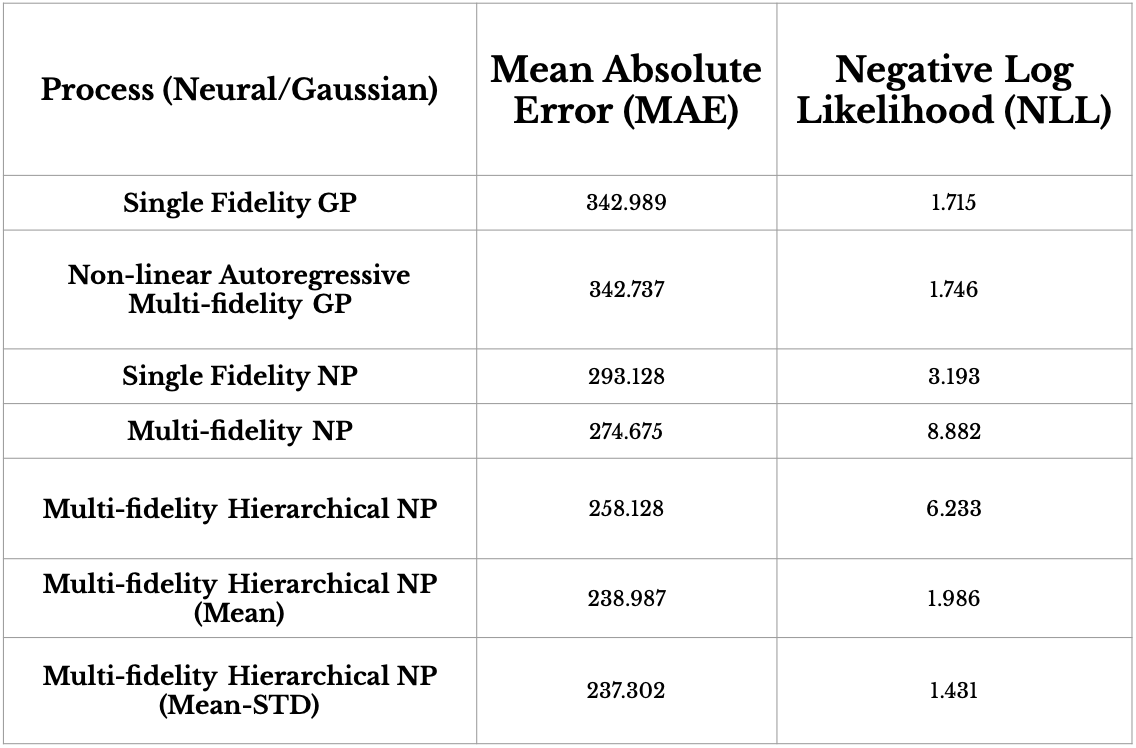 Process (Neural/Gaussian)
Mean Absolute
Error (MAE)
Negative Log
Likelihood (NLL)
Single Fidelity GP
342.989
1.715
Non-linear Autoregressive
Multi-fidelity GP
342.737
1.746
Single Fidelity NP
293.128
3.193
Multi-fidelity NP
274.675
8.882
Multi-fidelity Hierarchical NP
258.128
6.233
Multi-fidelity Hierarchical NP
(Mean)
238.987
1.986
Multi-fidelity Hierarchical NP
(Mean-STD)
237.302
1.431